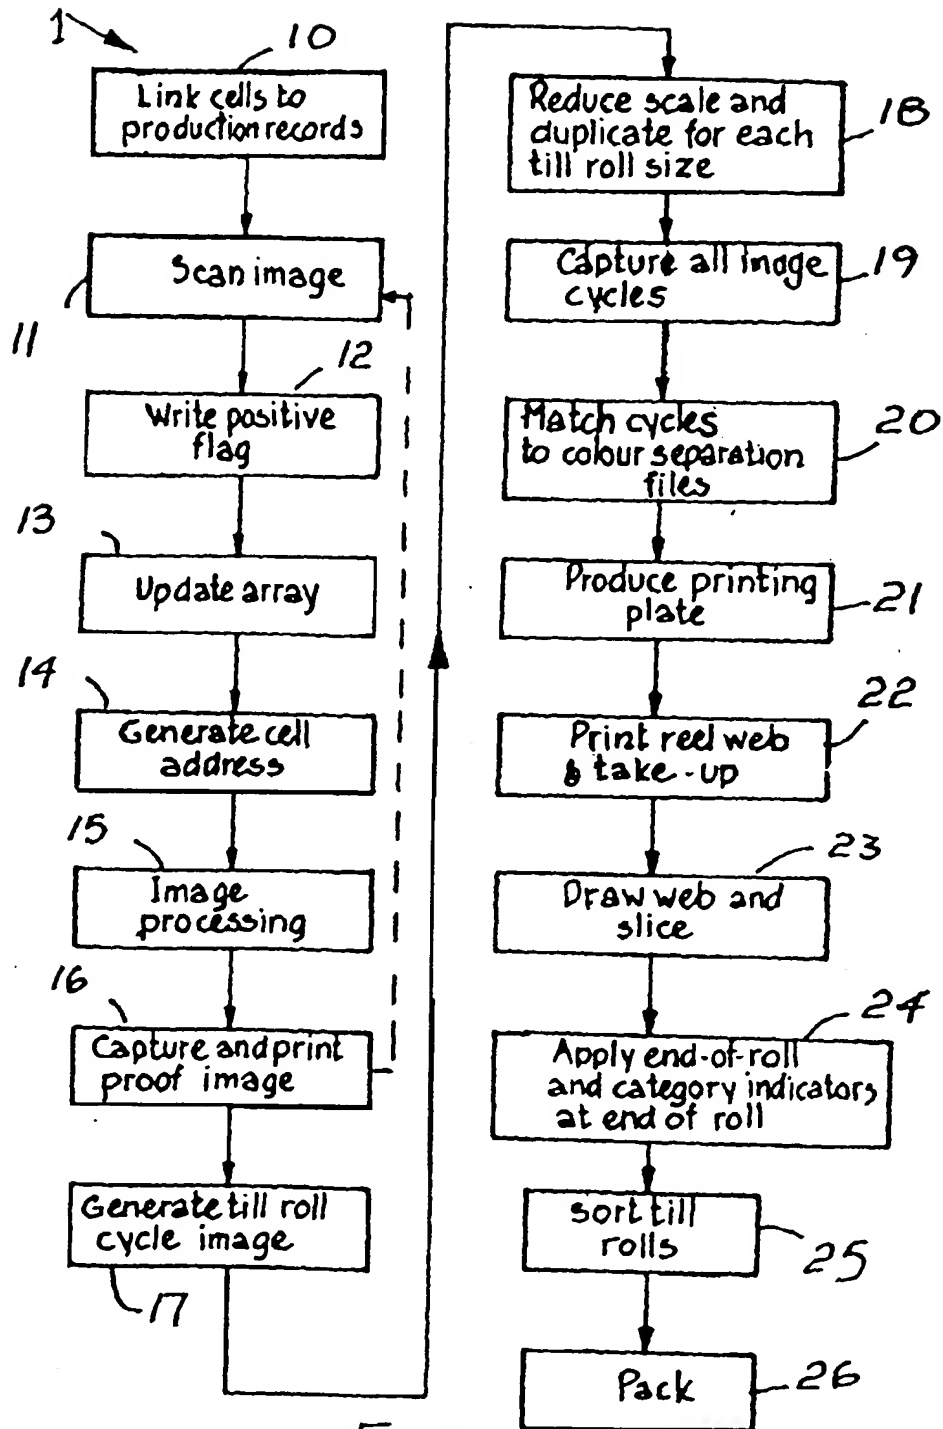 1
10
Link cells to
production records
Scan image
11
12
Write positive
flag
13
Update array
14
Generate cell
address
15
Image
processing
16
Capture and print
proof image
Generate till roll
cycle image
17
Reduce scale and
duplicate for each
till roll size
18
Capture all image
cycles
19
Match cycles
to colour separation
files
20
Produce printing
plate
21
22
Print reel web
& take-up
23
Draw web and
slice
24
Apply end-of-roll
and category indicators
at end of roll
Sort till
rolls
25
Pack
26